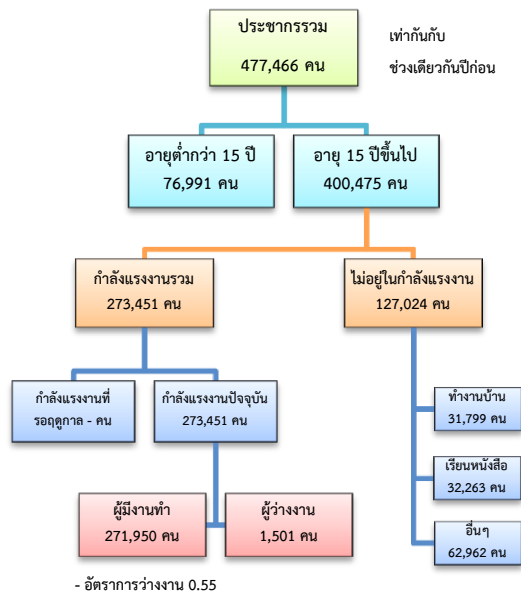 ประชากรรวม
477,466 คน
เท่ากันกับ
ช่วงเดียวกันปีก่อน
อายุต่ำกว่า 15 ปี
76,991 คน
อายุ 15 ปีขึ้นไป
400,475 คน
กำลังแรงงานรวม
273,451 คน
ไม่อยู่ในกำลังแรงงาน
127,024 คน
กำลังแรงงานที่
รอฤดูกาล - คน
กำลังแรงงานปัจจุบัน
273,451 คน
ทำงานบ้าน
31,799 คน
เรียนหนังสือ
32,263 คน
อื่นๆ
62,962 คน
ผู้มีงานทำ
271,950 คน
ผู้ว่างงาน
1,501 คน
- อัตราการว่างงาน 0.55